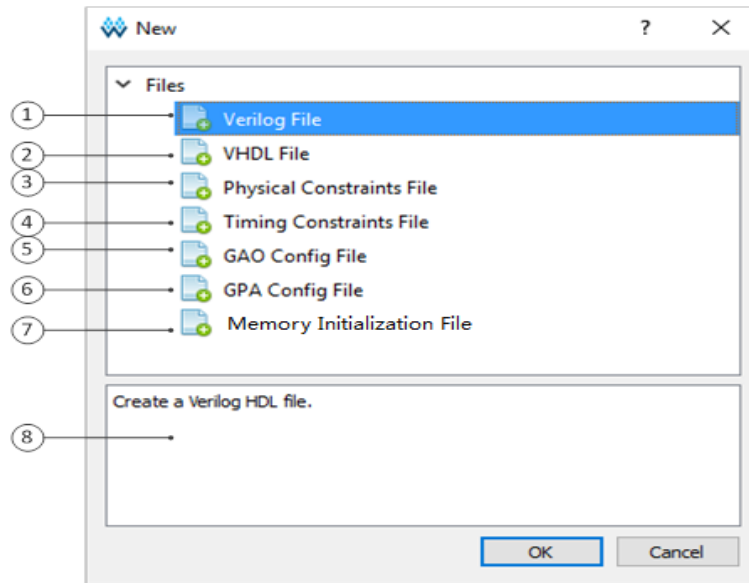 New
?
Files
1 Verilog File
2 VHDL File
3 Physical Constraints File
4 Timing Constraints File
5 GAO Config File
6 GPA Config File
7 Memory Initialization File
Create a Verilog HDL file.
8
OK Cancel